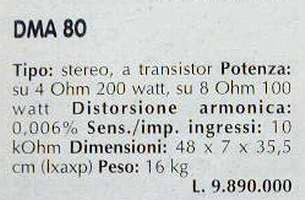 DMA 80
Tipo: stereo, a transistor Potenza:
su 4 Ohm 200 watt, su 8 Ohm 100
watt Distorsione armonica:
0,006% Sens./imp. ingressi: 10
kOhm Dimensioni: 48 x 7 x 35,5
cm (lxaxp) Peso: 16 kg
L. 9.890.000